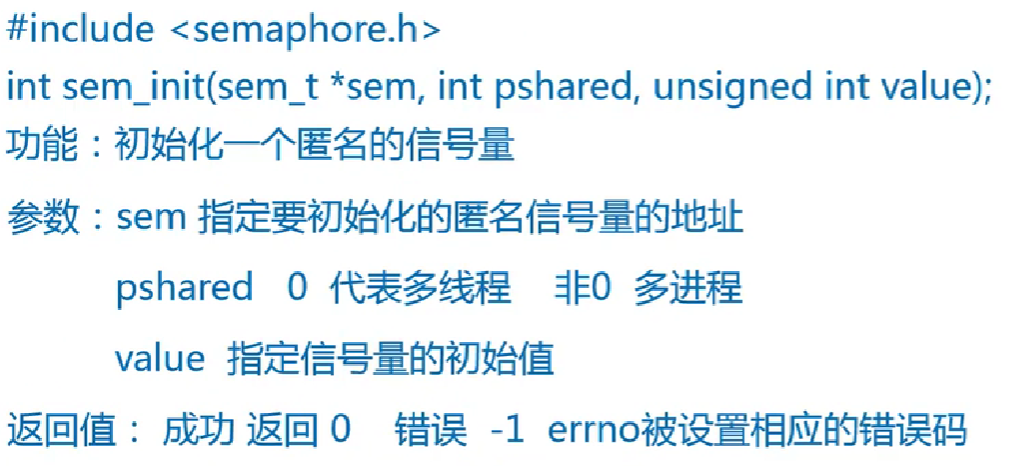 #include <semaphore.h>
int sem_init(sem_t *sem, int pshared, unsigned int value);
功能：初始化一个匿名的信号量
参数：sem 指定要初始化的匿名信号量的地址
pshared 0 代表多线程 非0 多进程
value 指定信号量的初始值
返回值： 成功 返回 0 错误 -1 errno被设置相应的错误码